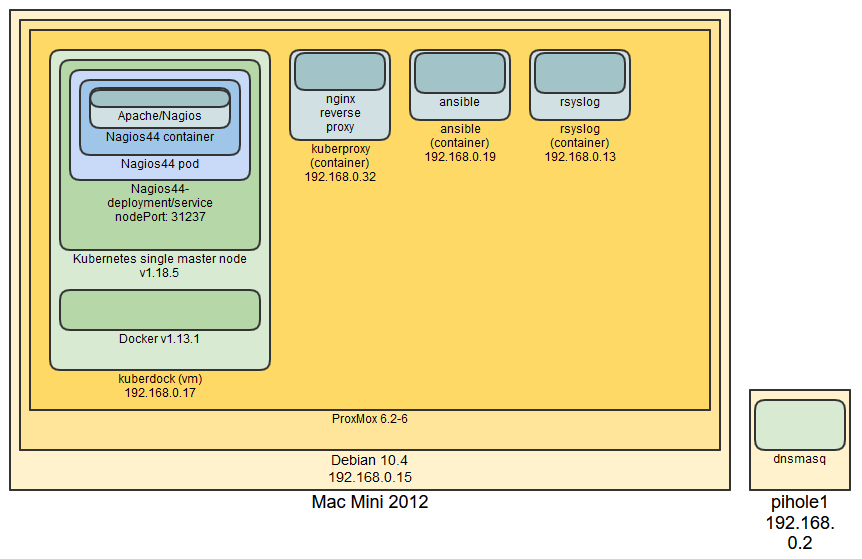 Apache/Nagios
Nagios44 container
Nagios44 pod
Nagios44-
deployment/service
nodePort: 31237
Kubernetes single master node
v1.18.5
Docker v1.13.1
kuberdock (vm)
192.168.0.17
nginx
reverse
proxy
kuberproxy
(container)
192.168.0.32
ansible
ansible
(container)
192.168.0.19
rsyslog
rsyslog
(container)
192.168.0.13
ProxMox 6.2-6
Debian 10.4
192.168.0.15
Mac Mini 2012
dnsmasq
pihole1
192.168.
0.2